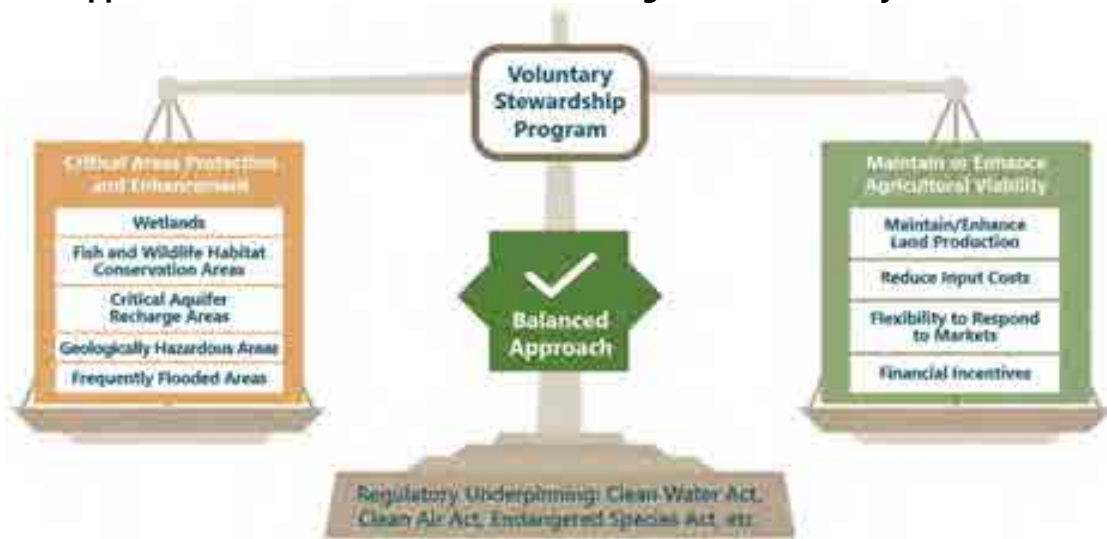 Voluntary
Stewardship
Program
Critical Areas Protection
and Enhancement
Wetlands
Fish and Wildlife Habitat
Conservation Areas
Critical Aquifer
Recharge Areas
Geologically Hazardous Areas
Frequently Flooded Areas
Balanced
Approach
Maintain or Enhance
Agricultural Viability
Maintain/Enhance
Land Production
Reduce Input Costs
Flexibility to Respond
to Markets
Financial Incentives
Regulatory Underpinning: Clean Water Act,
Clean Air Act, Endangered Species Act, etc.